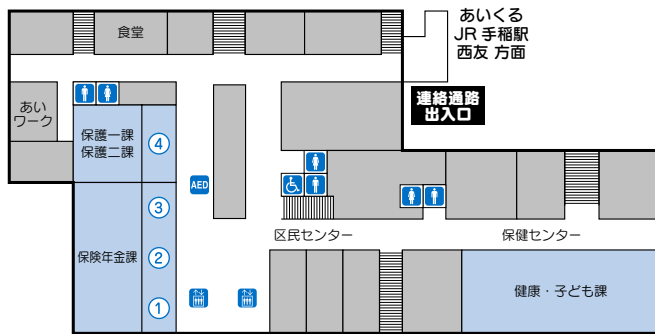 食堂
あいくる
JR 手稲駅
西友 方面
連絡通路
出入口
あい
ワーク
保護一課
保護二課
④
AED
③
保険年金課
②
①
区民センター
保健センター
健康・子ども課